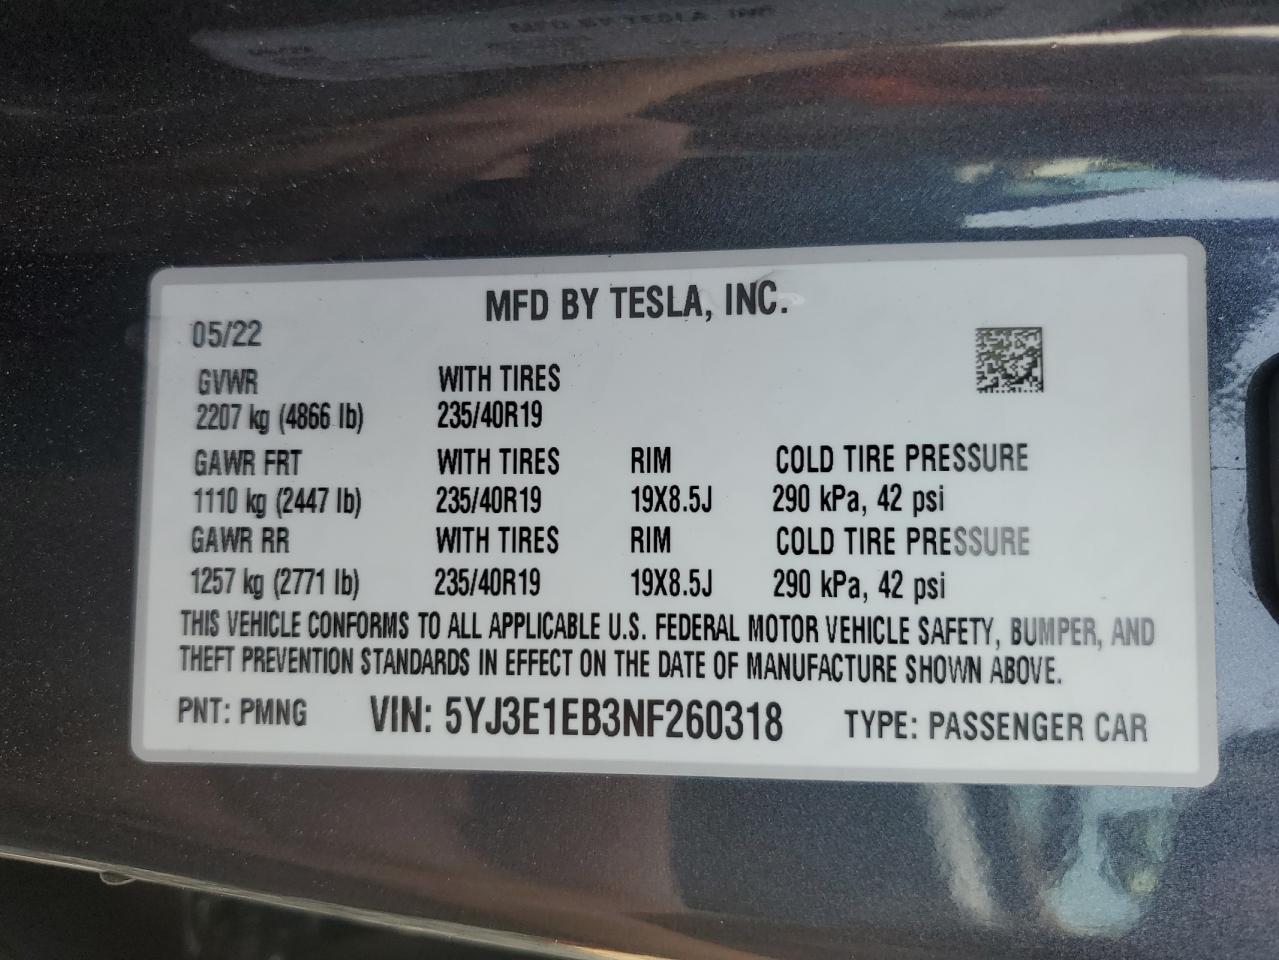 MFD BY TESLA, INC.
MFD BY TESLA, INC.
05/22
GVWR WITH TIRES
2207 kg (4866 lb) 235/40R19
GAWR FRT WITH TIRES RIM COLD TIRE PRESSURE
1110 kg (2447 lb) 235/40R19 19X8.5J 290 kPa, 42 psi
GAWR RR WITH TIRES RIM COLD TIRE PRESSURE
1257 kg (2771 lb) 235/40R19 19X8.5J 290 kPa, 42 psi
THIS VEHICLE CONFORMS TO ALL APPLICABLE U.S. FEDERAL MOTOR VEHICLE SAFETY, BUMPER, AND
THEFT PREVENTION STANDARDS IN EFFECT ON THE DATE OF MANUFACTURE SHOWN ABOVE.
PNT: PMNG VIN: 5YJ3E1EB3NF260318 TYPE: PASSENGER CAR